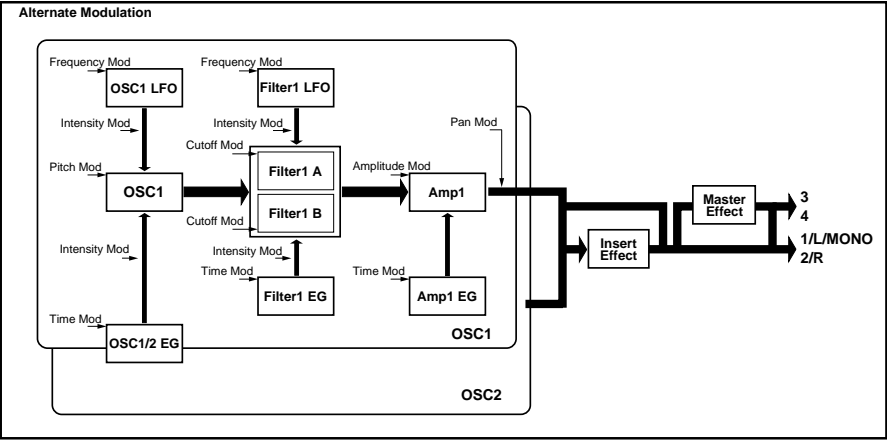 Alternate Modulation
Frequency Mod
OSC1 LFO
Frequency Mod
Filter1 LFO
Intensity Mod
Intensity Mod
Pan Mod
Cutoff Mod
Pitch Mod
OSC1
Filter1 A
Filter1 B
Cutoff Mod
Amplitude Mod
Amp1
Master
Effect
3
4
1/L/MONO
2/R
Insert
Effect
Intensity Mod
Intensity Mod
Time Mod
Filter1 EG
Time Mod
Amp1 EG
Time Mod
OSC1/2 EG
OSC1
OSC2